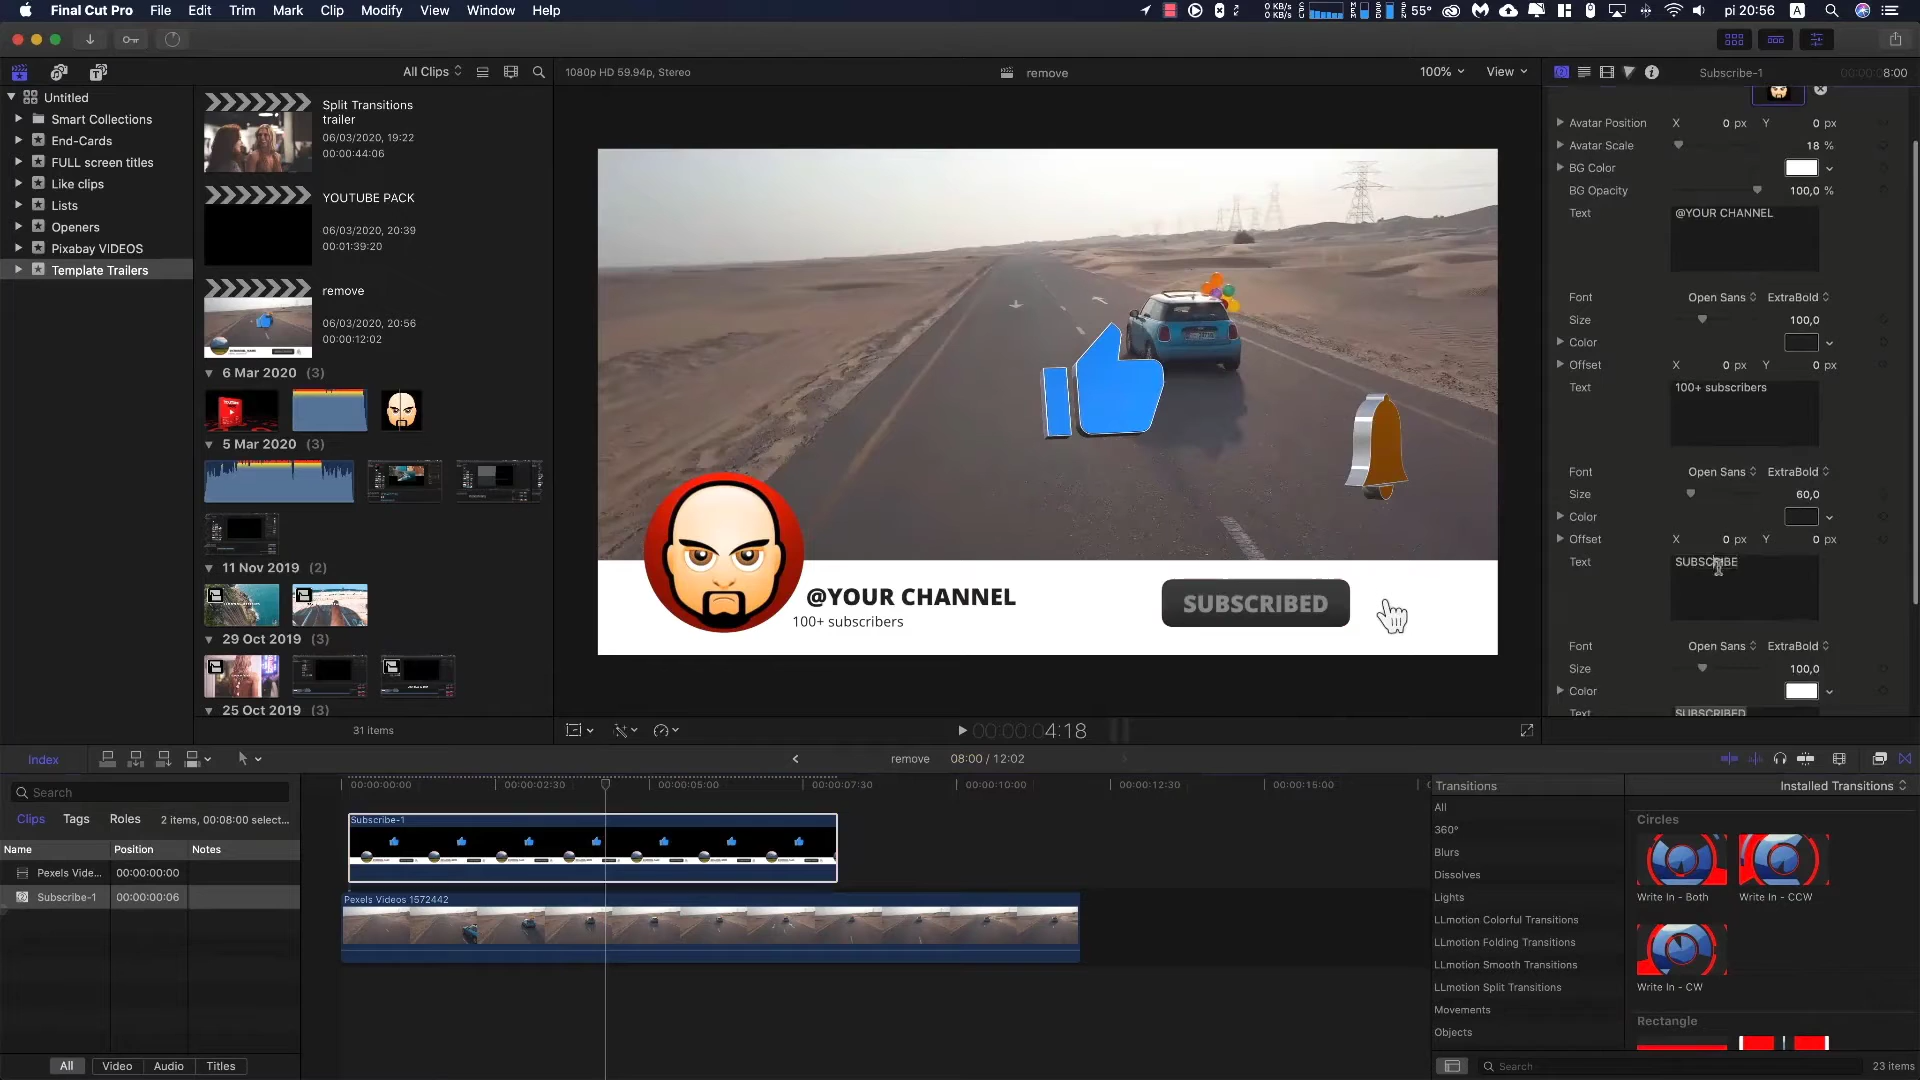 Final Cut Pro File Edit Trim Mark Clip Modify View Window Help
0 KB/s
0 KB/s
55°
pi 20:56
All Clips
1080p HD 59.94p, Stereo
remove
100%
View
Subscribe-1
8:00
Untitled
Smart Collections
End-Cards
FULL screen titles
Like clips
Lists
Openers
Pixabay VIDEOS
Template Trailers
Split Transitions
trailer
06/03/2020, 19:22
00:00:44:06
YOUTUBE PACK
06/03/2020, 20:39
00:01:39:20
remove
06/03/2020, 20:56
00:00:12:02
6 Mar 2020 (3)
5 Mar 2020 (3)
11 Nov 2019 (2)
29 Oct 2019 (3)
25 Oct 2019 (3)
31 items
@YOUR CHANNEL
100+ subscribers
SUBSCRIBED
00:00:04:18
Avatar Position X 0 px Y 0 px
Avatar Scale 18 %
BG Color
BG Opacity 100,0 %
Text @YOUR CHANNEL
Font Open Sans ExtraBold
Size 100,0
Color
Offset X 0 px Y 0 px
Text 100+ subscribers
Font Open Sans ExtraBold
Size 60,0
Color
Offset X 0 px Y 0 px
Text SUBSCRIBE
Font Open Sans ExtraBold
Size 100,0
Color
Text SUBSCRIBED
Index
remove 08:00 / 12:02
Search
Clips Tags Roles 2 items, 00:08:00 select...
Name Position Notes
Pexels Vide... 00:00:00:00
Subscribe-1 00:00:00:06
All Video Audio Titles
00:00:00:00 00:00:02:30 00:00:05:00 00:00:07:30 00:00:10:00 00:00:12:30 00:00:15:00
Subscribe-1
Pexels Videos 1572442
Transitions
Installed Transitions
All
360°
Blurs
Dissolves
Lights
LLmotion Colorful Transitions
LLmotion Folding Transitions
LLmotion Smooth Transitions
LLmotion Split Transitions
Movements
Objects
Circles
Write In - Both
Write In - CCW
Write In - CW
Rectangle
Search
23 items